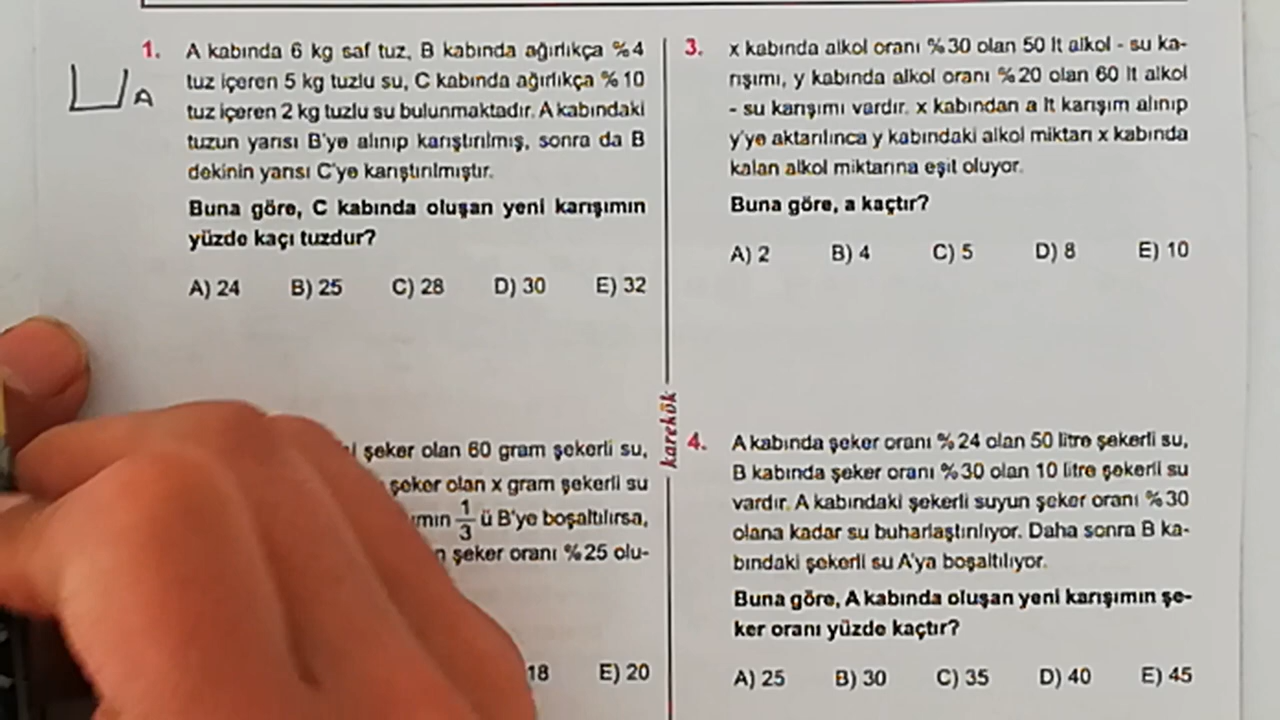 1. A kabında 6 kg saf tuz, B kabında ağırlıkça %4
tuz içeren 5 kg tuzlu su, C kabında ağırlıkça %10
tuz içeren 2 kg tuzlu su bulunmaktadır. A kabındaki
tuzun yarısı B'ye alınıp karıştırılmış, sonra da B
dekinin yarısı C'ye karıştırılmıştır.
Buna göre, C kabında oluşan yeni karışımın
yüzde kaçı tuzdur?
A) 24 B) 25 C) 28 D) 30 E) 32
A
şeker olan 60 gram şekerli su,
şeker olan x gram şekerli su
1/3 ü B'ye boşaltılırsa,
şeker oranı %25 olu-
18 E) 20
karekök
3. x kabında alkol oranı %30 olan 50 lt alkol - su ka-
rışımı, y kabında alkol oranı %20 olan 60 lt alkol
- su karışımı vardır. x kabından a lt karışım alınıp
y'ye aktarılınca y kabındaki alkol miktarı x kabında
kalan alkol miktarına eşit oluyor.
Buna göre, a kaçtır?
A) 2 B) 4 C) 5 D) 8 E) 10
4. A kabında şeker oranı %24 olan 50 litre şekerli su,
B kabında şeker oranı %30 olan 10 litre şekerli su
vardır. A kabındaki şekerli suyun şeker oranı %30
olana kadar su buharlaştırılıyor. Daha sonra B ka-
bındaki şekerli su A'ya boşaltılıyor.
Buna göre, A kabında oluşan yeni karışımın şe-
ker oranı yüzde kaçtır?
A) 25 B) 30 C) 35 D) 40 E) 45